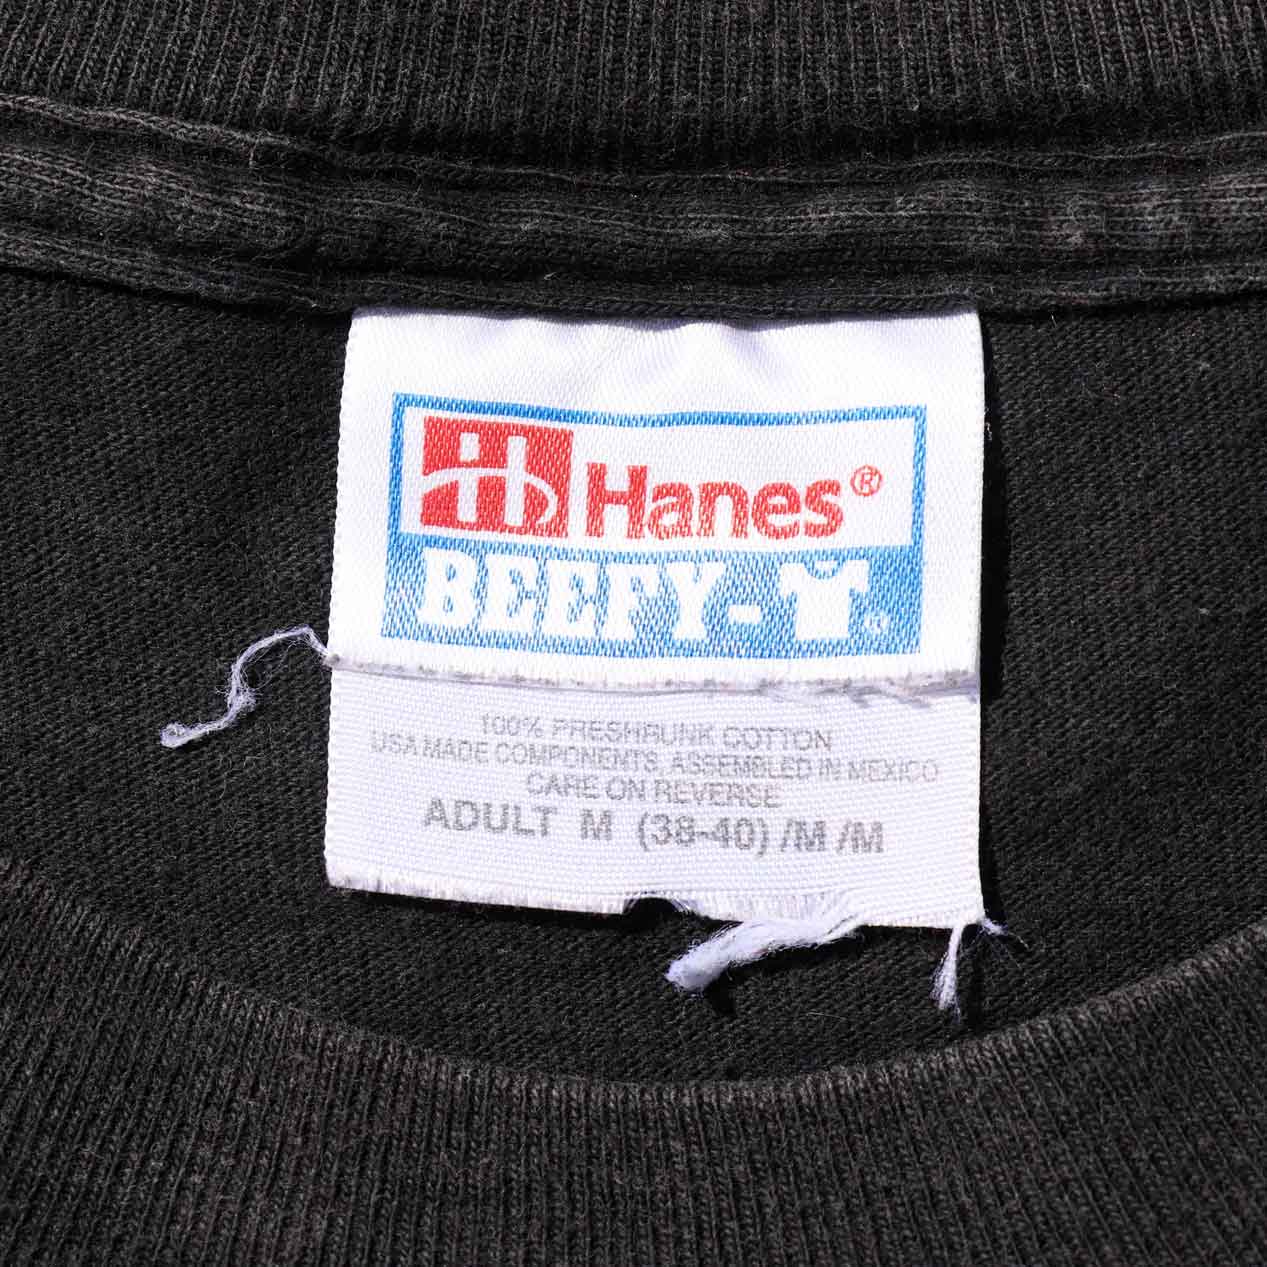 H Hanes®
BEEFY-T®
100% PRESHRUNK COTTON
USA MADE COMPONENTS, ASSEMBLED IN MEXICO
CARE ON REVERSE
ADULT M (38-40) /M /M